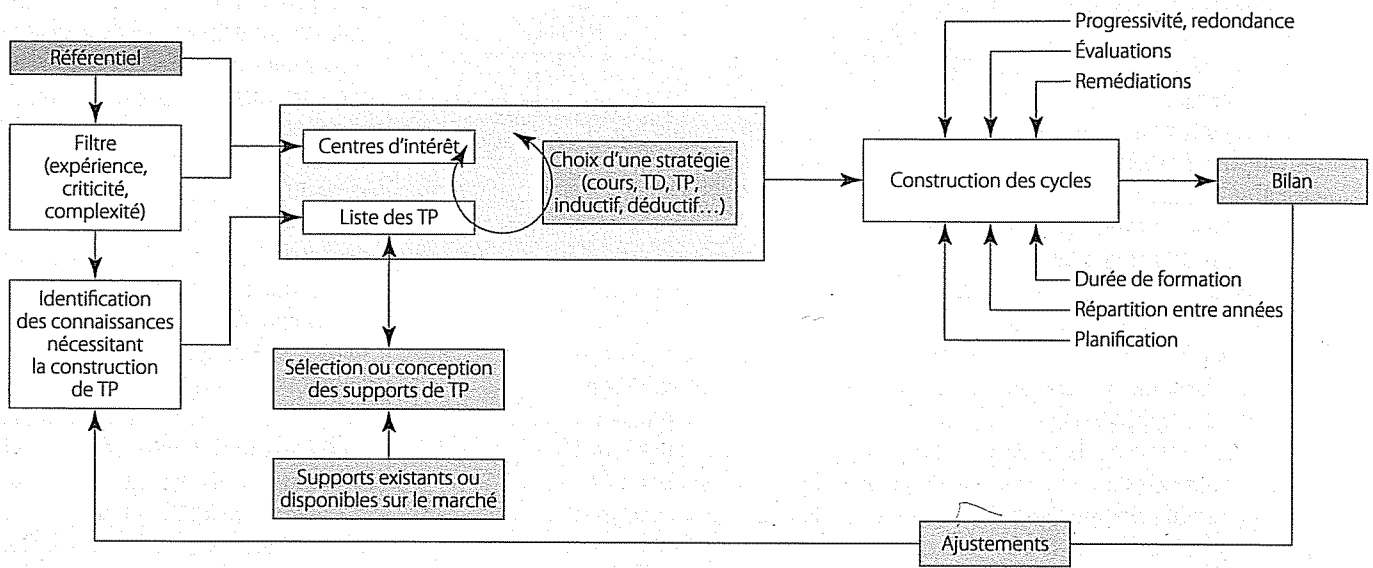 Référentiel
Filtre
(expérience,
criticité,
complexité)
Identification
des connaissances
nécessitant
la construction
de TP
Centres d'intérêt
Liste des TP
Choix d'une stratégie
(cours, TD, TP,
inductif, déductif…)
Sélection ou conception
des supports de TP
Supports existants ou
disponibles sur le marché
Progressivité, redondance
Évaluations
Remédiations
Construction des cycles
Durée de formation
Répartition entre années
Planification
Bilan
Ajustements